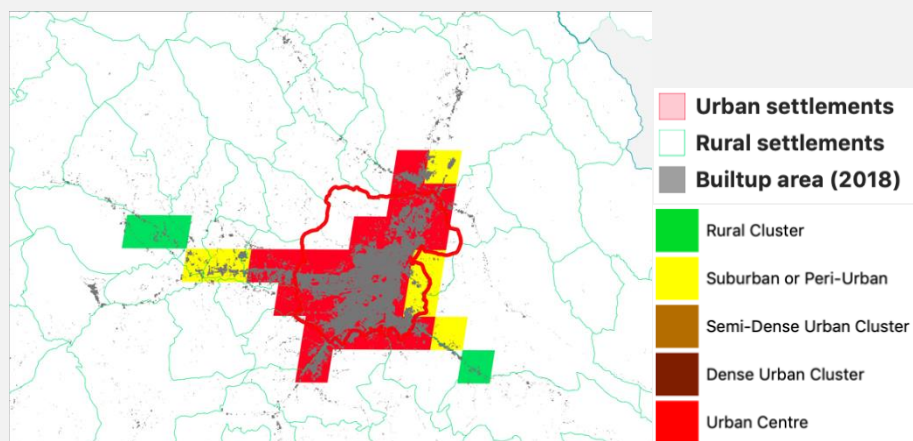 Urban settlements
Rural settlements
Builtup area (2018)
Rural Cluster
Suburban or Peri-Urban
Semi-Dense Urban Cluster
Dense Urban Cluster
Urban Centre